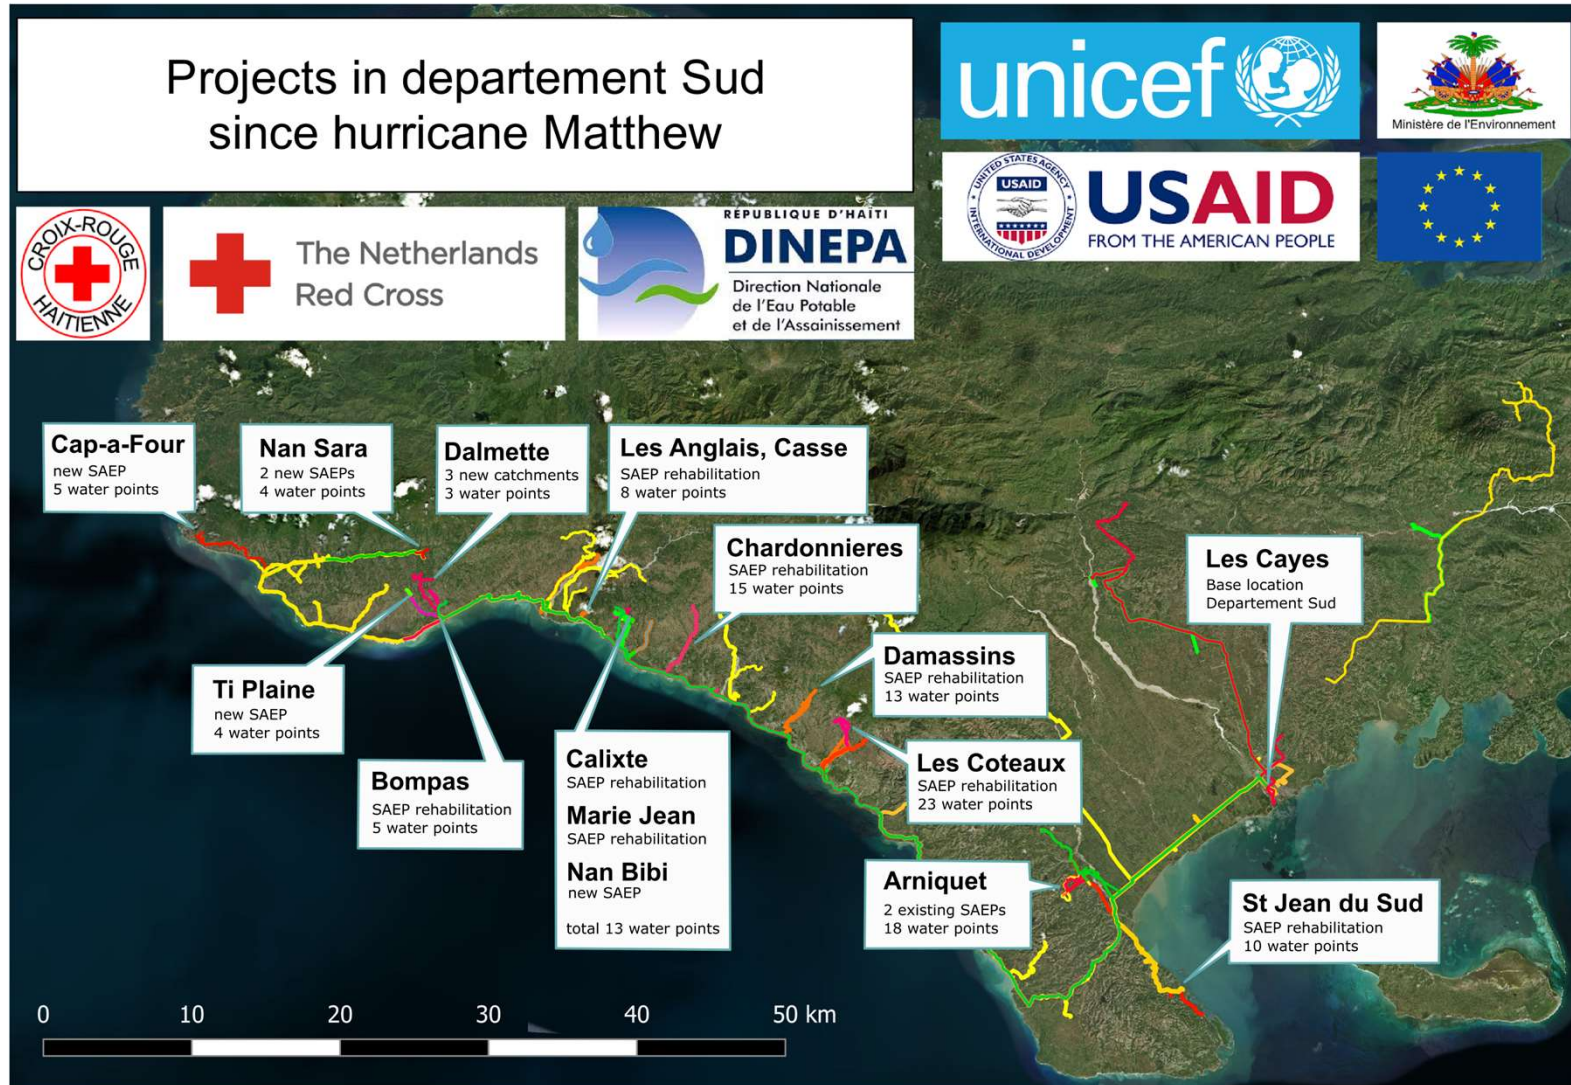 Projects in departement Sud
since hurricane Matthew
unicef
Ministère de l'Environnement
UNITED STATES AGENCY
INTERNATIONAL DEVELOPMENT
USAID
USAID
FROM THE AMERICAN PEOPLE
CROIX-ROUGE
HAITIENNE
The Netherlands
Red Cross
RÉPUBLIQUE D'HAÏTI
DINEPA
Direction Nationale
de l'Eau Potable
et de l'Assainissement
Cap-a-Four
new SAEP
5 water points
Nan Sara
2 new SAEPs
4 water points
Dalmette
3 new catchments
3 water points
Les Anglais, Casse
SAEP rehabilitation
8 water points
Chardonnieres
SAEP rehabilitation
15 water points
Les Cayes
Base location
Departement Sud
Damassins
SAEP rehabilitation
13 water points
Ti Plaine
new SAEP
4 water points
Bompas
SAEP rehabilitation
5 water points
Calixte
SAEP rehabilitation
Marie Jean
SAEP rehabilitation
Nan Bibi
new SAEP
total 13 water points
Les Coteaux
SAEP rehabilitation
23 water points
Arniquet
2 existing SAEPs
18 water points
St Jean du Sud
SAEP rehabilitation
10 water points
0 10 20 30 40 50 km